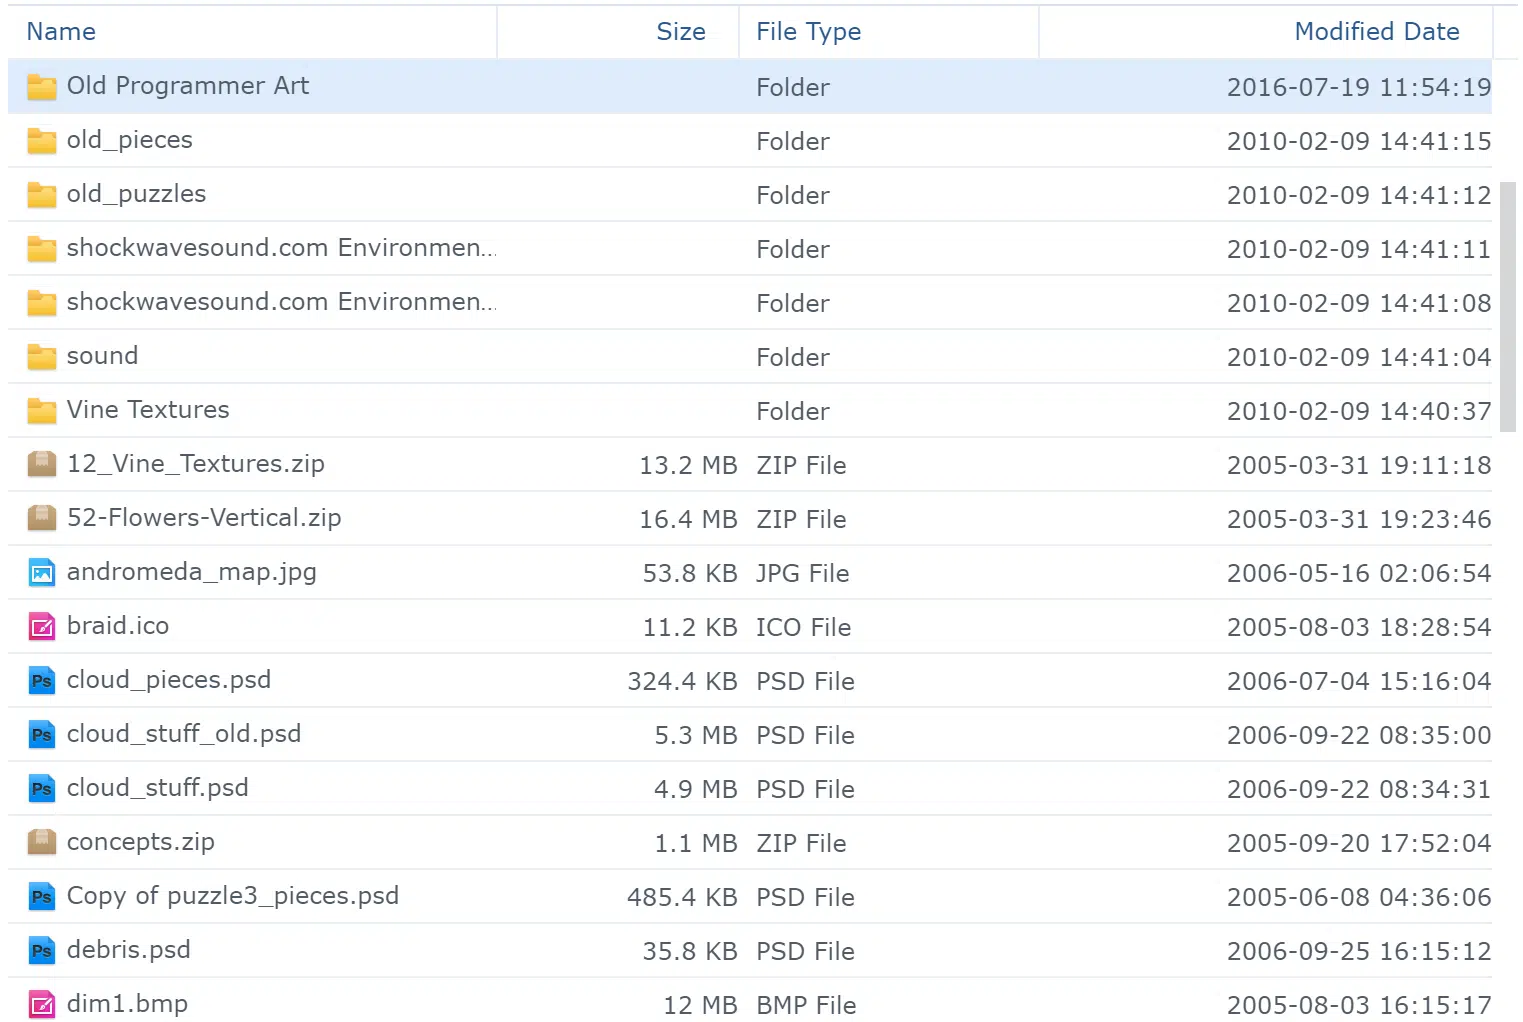 Name Size File Type Modified Date
Old Programmer Art Folder 2016-07-19 11:54:19
old_pieces Folder 2010-02-09 14:41:15
old_puzzles Folder 2010-02-09 14:41:12
shockwavesound.com Environmen... Folder 2010-02-09 14:41:11
shockwavesound.com Environmen... Folder 2010-02-09 14:41:08
sound Folder 2010-02-09 14:41:04
Vine Textures Folder 2010-02-09 14:40:37
12_Vine_Textures.zip 13.2 MB ZIP File 2005-03-31 19:11:18
52-Flowers-Vertical.zip 16.4 MB ZIP File 2005-03-31 19:23:46
andromeda_map.jpg 53.8 KB JPG File 2006-05-16 02:06:54
braid.ico 11.2 KB ICO File 2005-08-03 18:28:54
Ps cloud_pieces.psd 324.4 KB PSD File 2006-07-04 15:16:04
Ps cloud_stuff_old.psd 5.3 MB PSD File 2006-09-22 08:35:00
Ps cloud_stuff.psd 4.9 MB PSD File 2006-09-22 08:34:31
concepts.zip 1.1 MB ZIP File 2005-09-20 17:52:04
Ps Copy of puzzle3_pieces.psd 485.4 KB PSD File 2005-06-08 04:36:06
Ps debris.psd 35.8 KB PSD File 2006-09-25 16:15:12
dim1.bmp 12 MB BMP File 2005-08-03 16:15:17